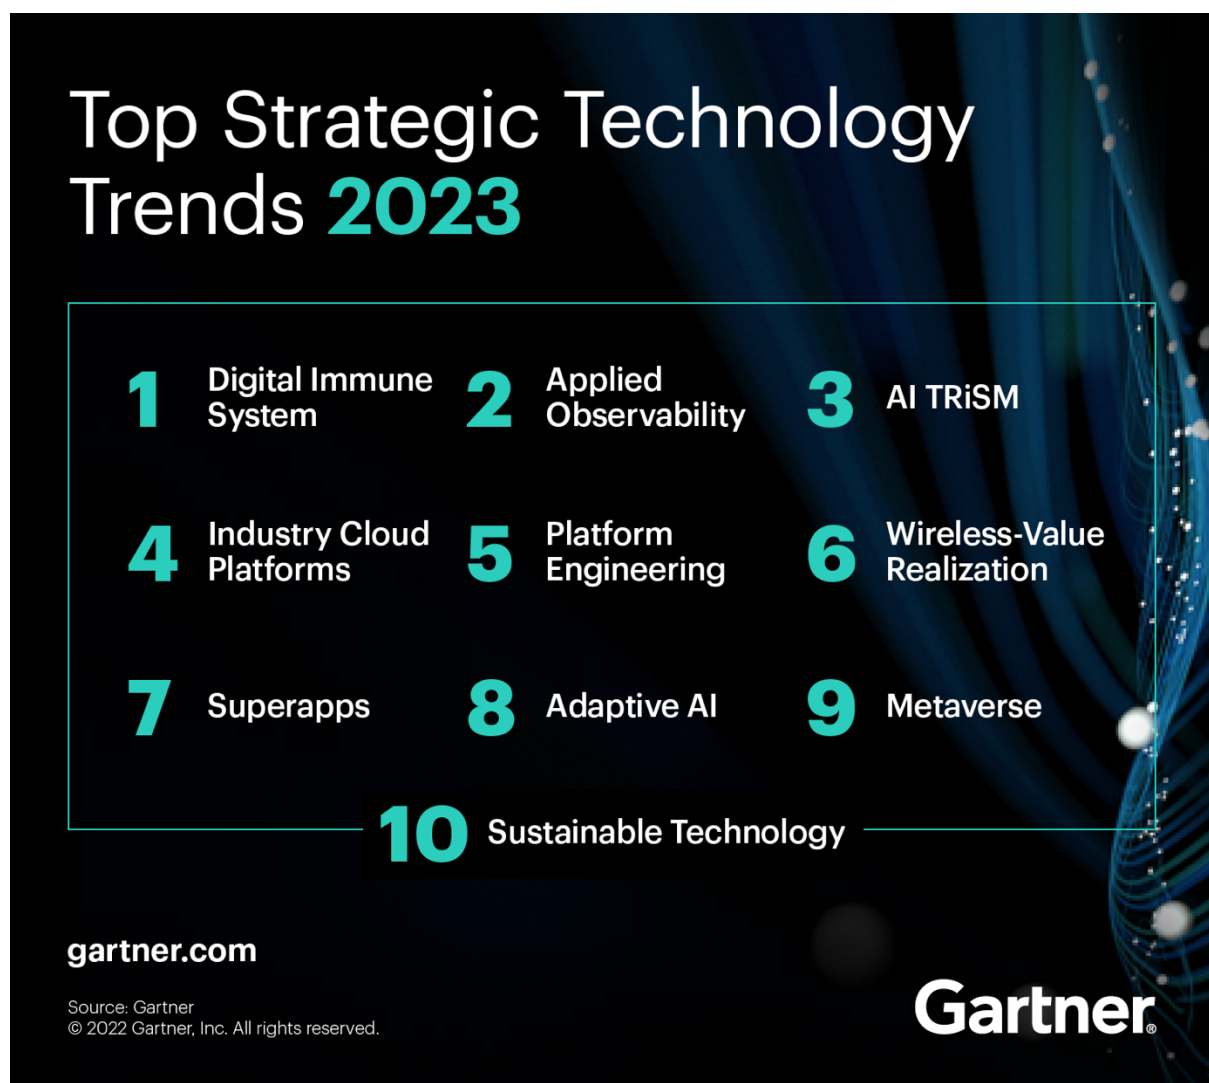 Top Strategic Technology
Trends 2023
1 Digital Immune
System
2 Applied
Observability
3 AI TRiSM
4 Industry Cloud
Platforms
5 Platform
Engineering
6 Wireless-Value
Realization
7 Superapps
8 Adaptive AI
9 Metaverse
10 Sustainable Technology
gartner.com
Source: Gartner
© 2022 Gartner, Inc. All rights reserved.
Gartner®